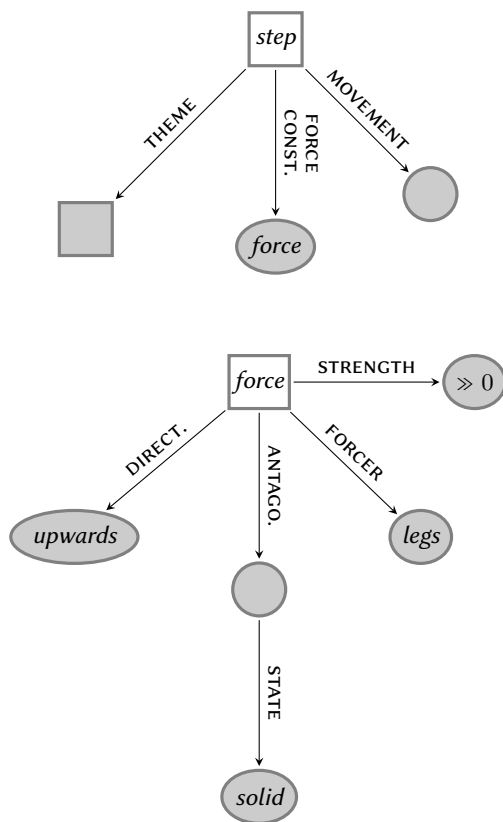 step
THEME
FORCE
CONST.
MOVEMENT
force
force
STRENGTH
≫ 0
DIRECT.
ANTAGO.
FORCER
upwards
legs
STATE
solid